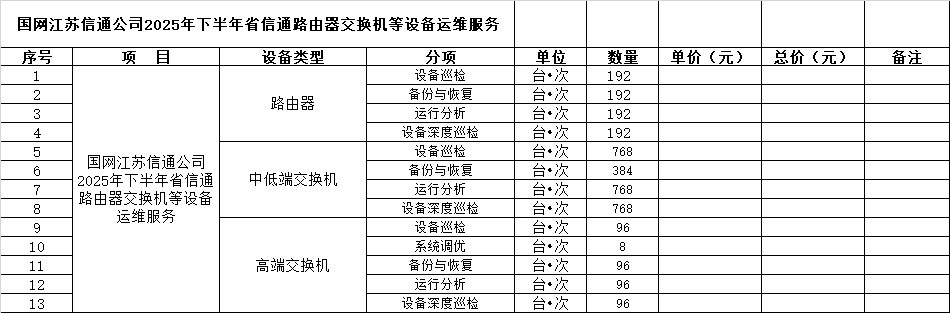 国网江苏信通公司2025年下半年省信通路由器交换机等设备运维服务
序号 项 目 设备类型 分项 单位 数量 单价（元） 总价（元） 备注
国网江苏信通公司
2025年下半年省信通
路由器交换机等设备
运维服务
路由器
1 设备巡检 台·次 192
2 备份与恢复 台·次 192
3 运行分析 台·次 192
4 设备深度巡检 台·次 192
中低端交换机
5 设备巡检 台·次 768
6 备份与恢复 台·次 384
7 运行分析 台·次 768
8 设备深度巡检 台·次 768
高端交换机
9 设备巡检 台·次 96
10 系统调优 台·次 8
11 备份与恢复 台·次 96
12 运行分析 台·次 96
13 设备深度巡检 台·次 96